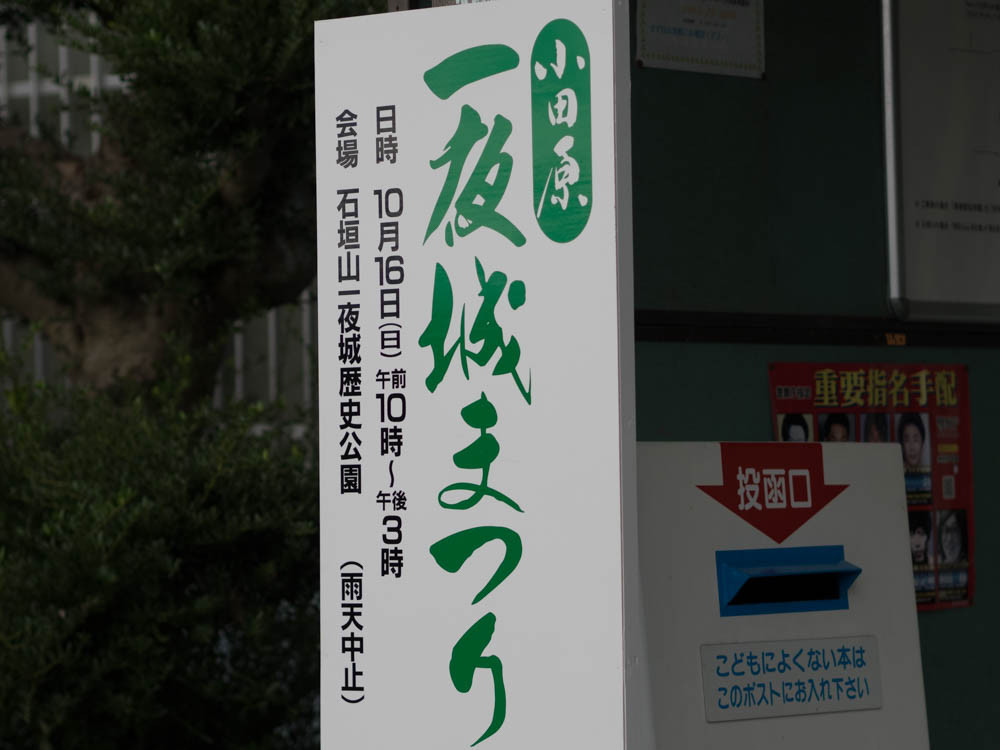 小田原
一夜城まつり
日時 10月16日(日)午前10時~午後3時
会場 石垣山一夜城歴史公園 (雨天中止)
重要指名手配
投函口
こどもによくない本は
このポストにお入れ下さい